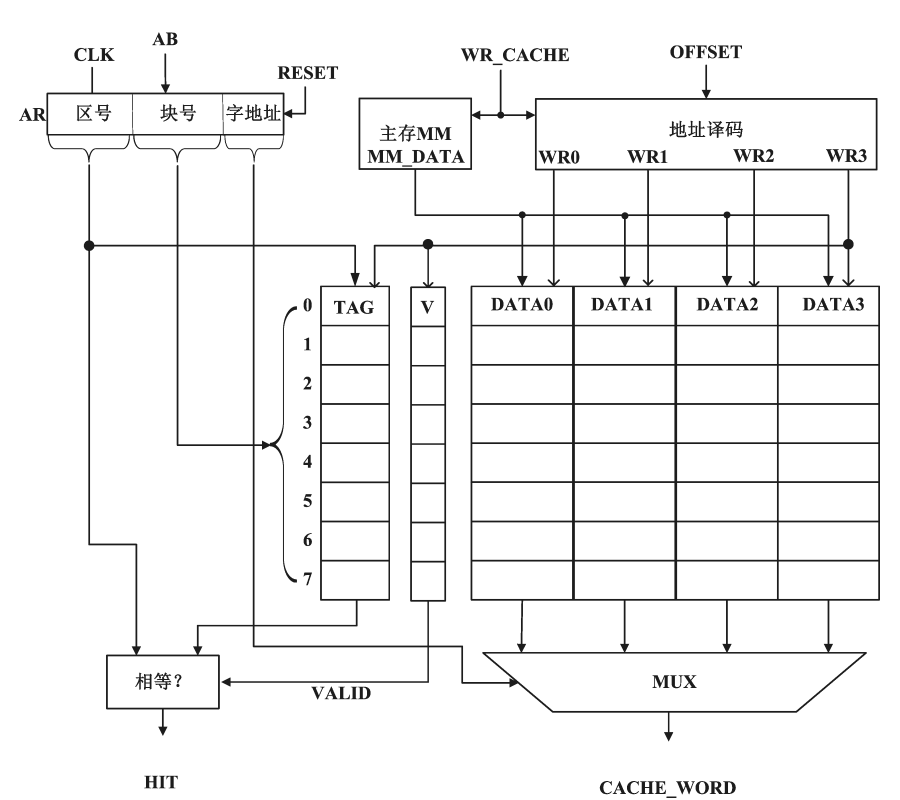 AB
CLK
WR_CACHE
OFFSET
RESET
AR 区号 块号 字地址
主存MM
MM_DATA
地址译码
WR0 WR1 WR2 WR3
0 TAG V DATA0 DATA1 DATA2 DATA3
1
2
3
4
5
6
7
相等？
VALID
MUX
HIT
CACHE_WORD